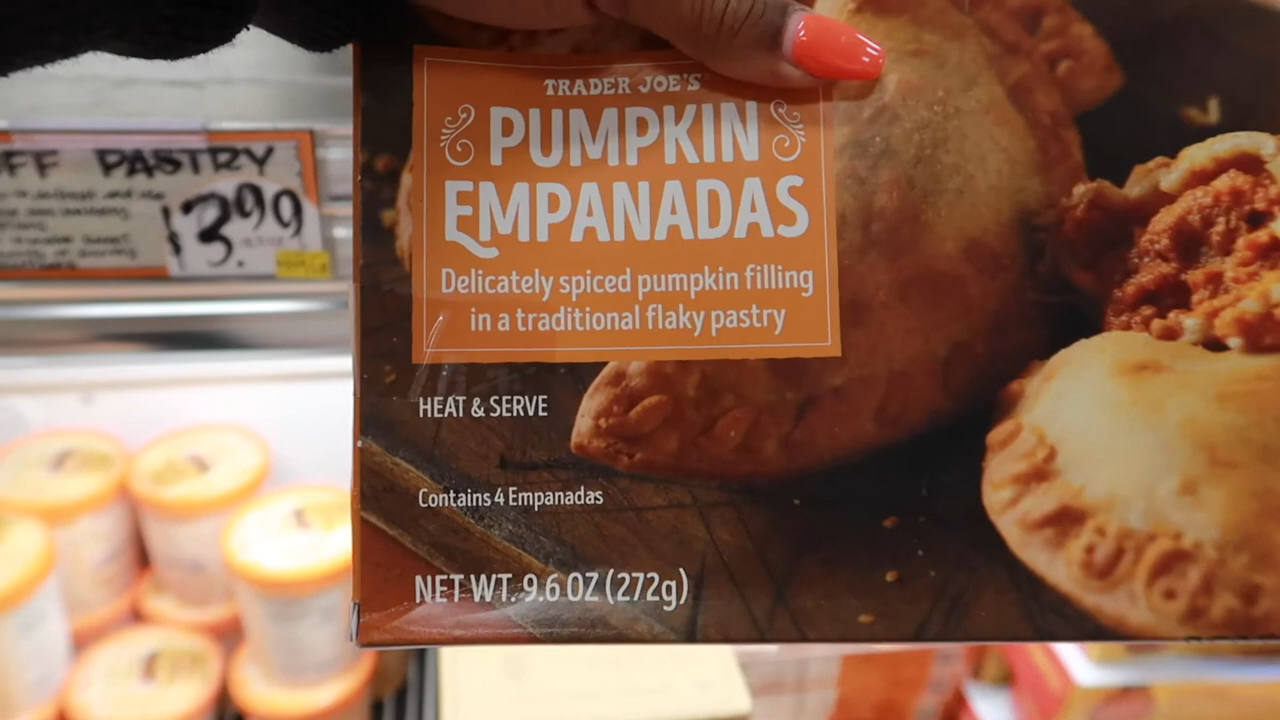 FF PASTRY
$3.99
TRADER JOE'S
PUMPKIN
EMPANADAS
Delicately spiced pumpkin filling
in a traditional flaky pastry
HEAT & SERVE
Contains 4 Empanadas
NET WT. 9.6 OZ (272g)